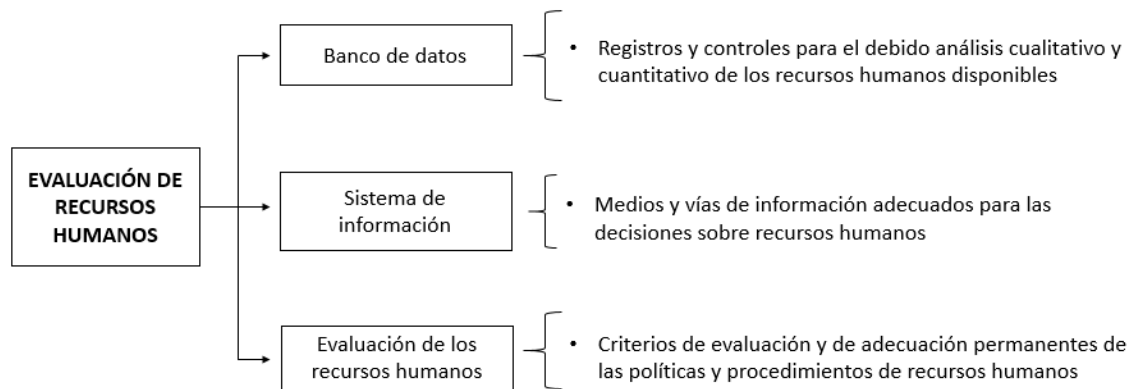 EVALUACIÓN DE
RECURSOS
HUMANOS
Banco de datos
• Registros y controles para el debido análisis cualitativo y
cuantitativo de los recursos humanos disponibles
Sistema de
información
• Medios y vías de información adecuados para las
decisiones sobre recursos humanos
Evaluación de los
recursos humanos
• Criterios de evaluación y de adecuación permanentes de
las políticas y procedimientos de recursos humanos